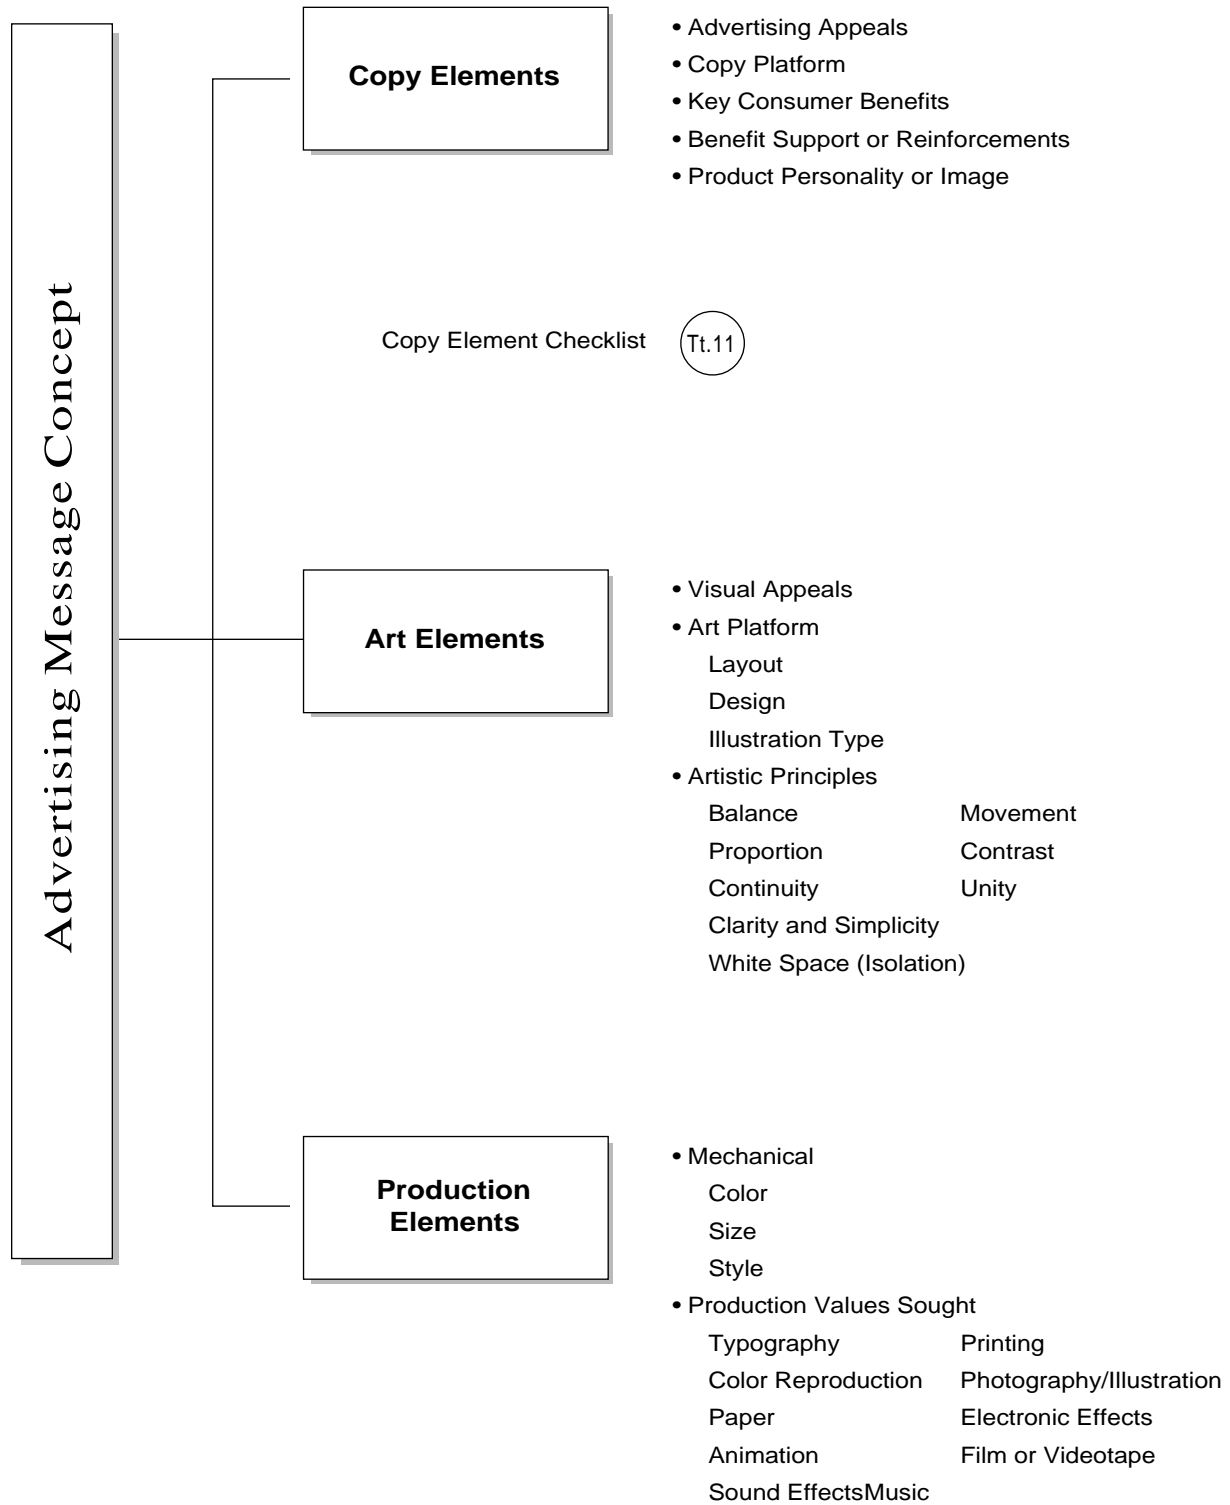 Advertising Message Concept
Copy Elements
• Advertising Appeals
• Copy Platform
• Key Consumer Benefits
• Benefit Support or Reinforcements
• Product Personality or Image
Copy Element Checklist Tt.11
Art Elements
• Visual Appeals
• Art Platform
Layout
Design
Illustration Type
• Artistic Principles
Balance Movement
Proportion Contrast
Continuity Unity
Clarity and Simplicity
White Space (Isolation)
Production
Elements
• Mechanical
Color
Size
Style
• Production Values Sought
Typography Printing
Color Reproduction Photography/Illustration
Paper Electronic Effects
Animation Film or Videotape
Sound EffectsMusic